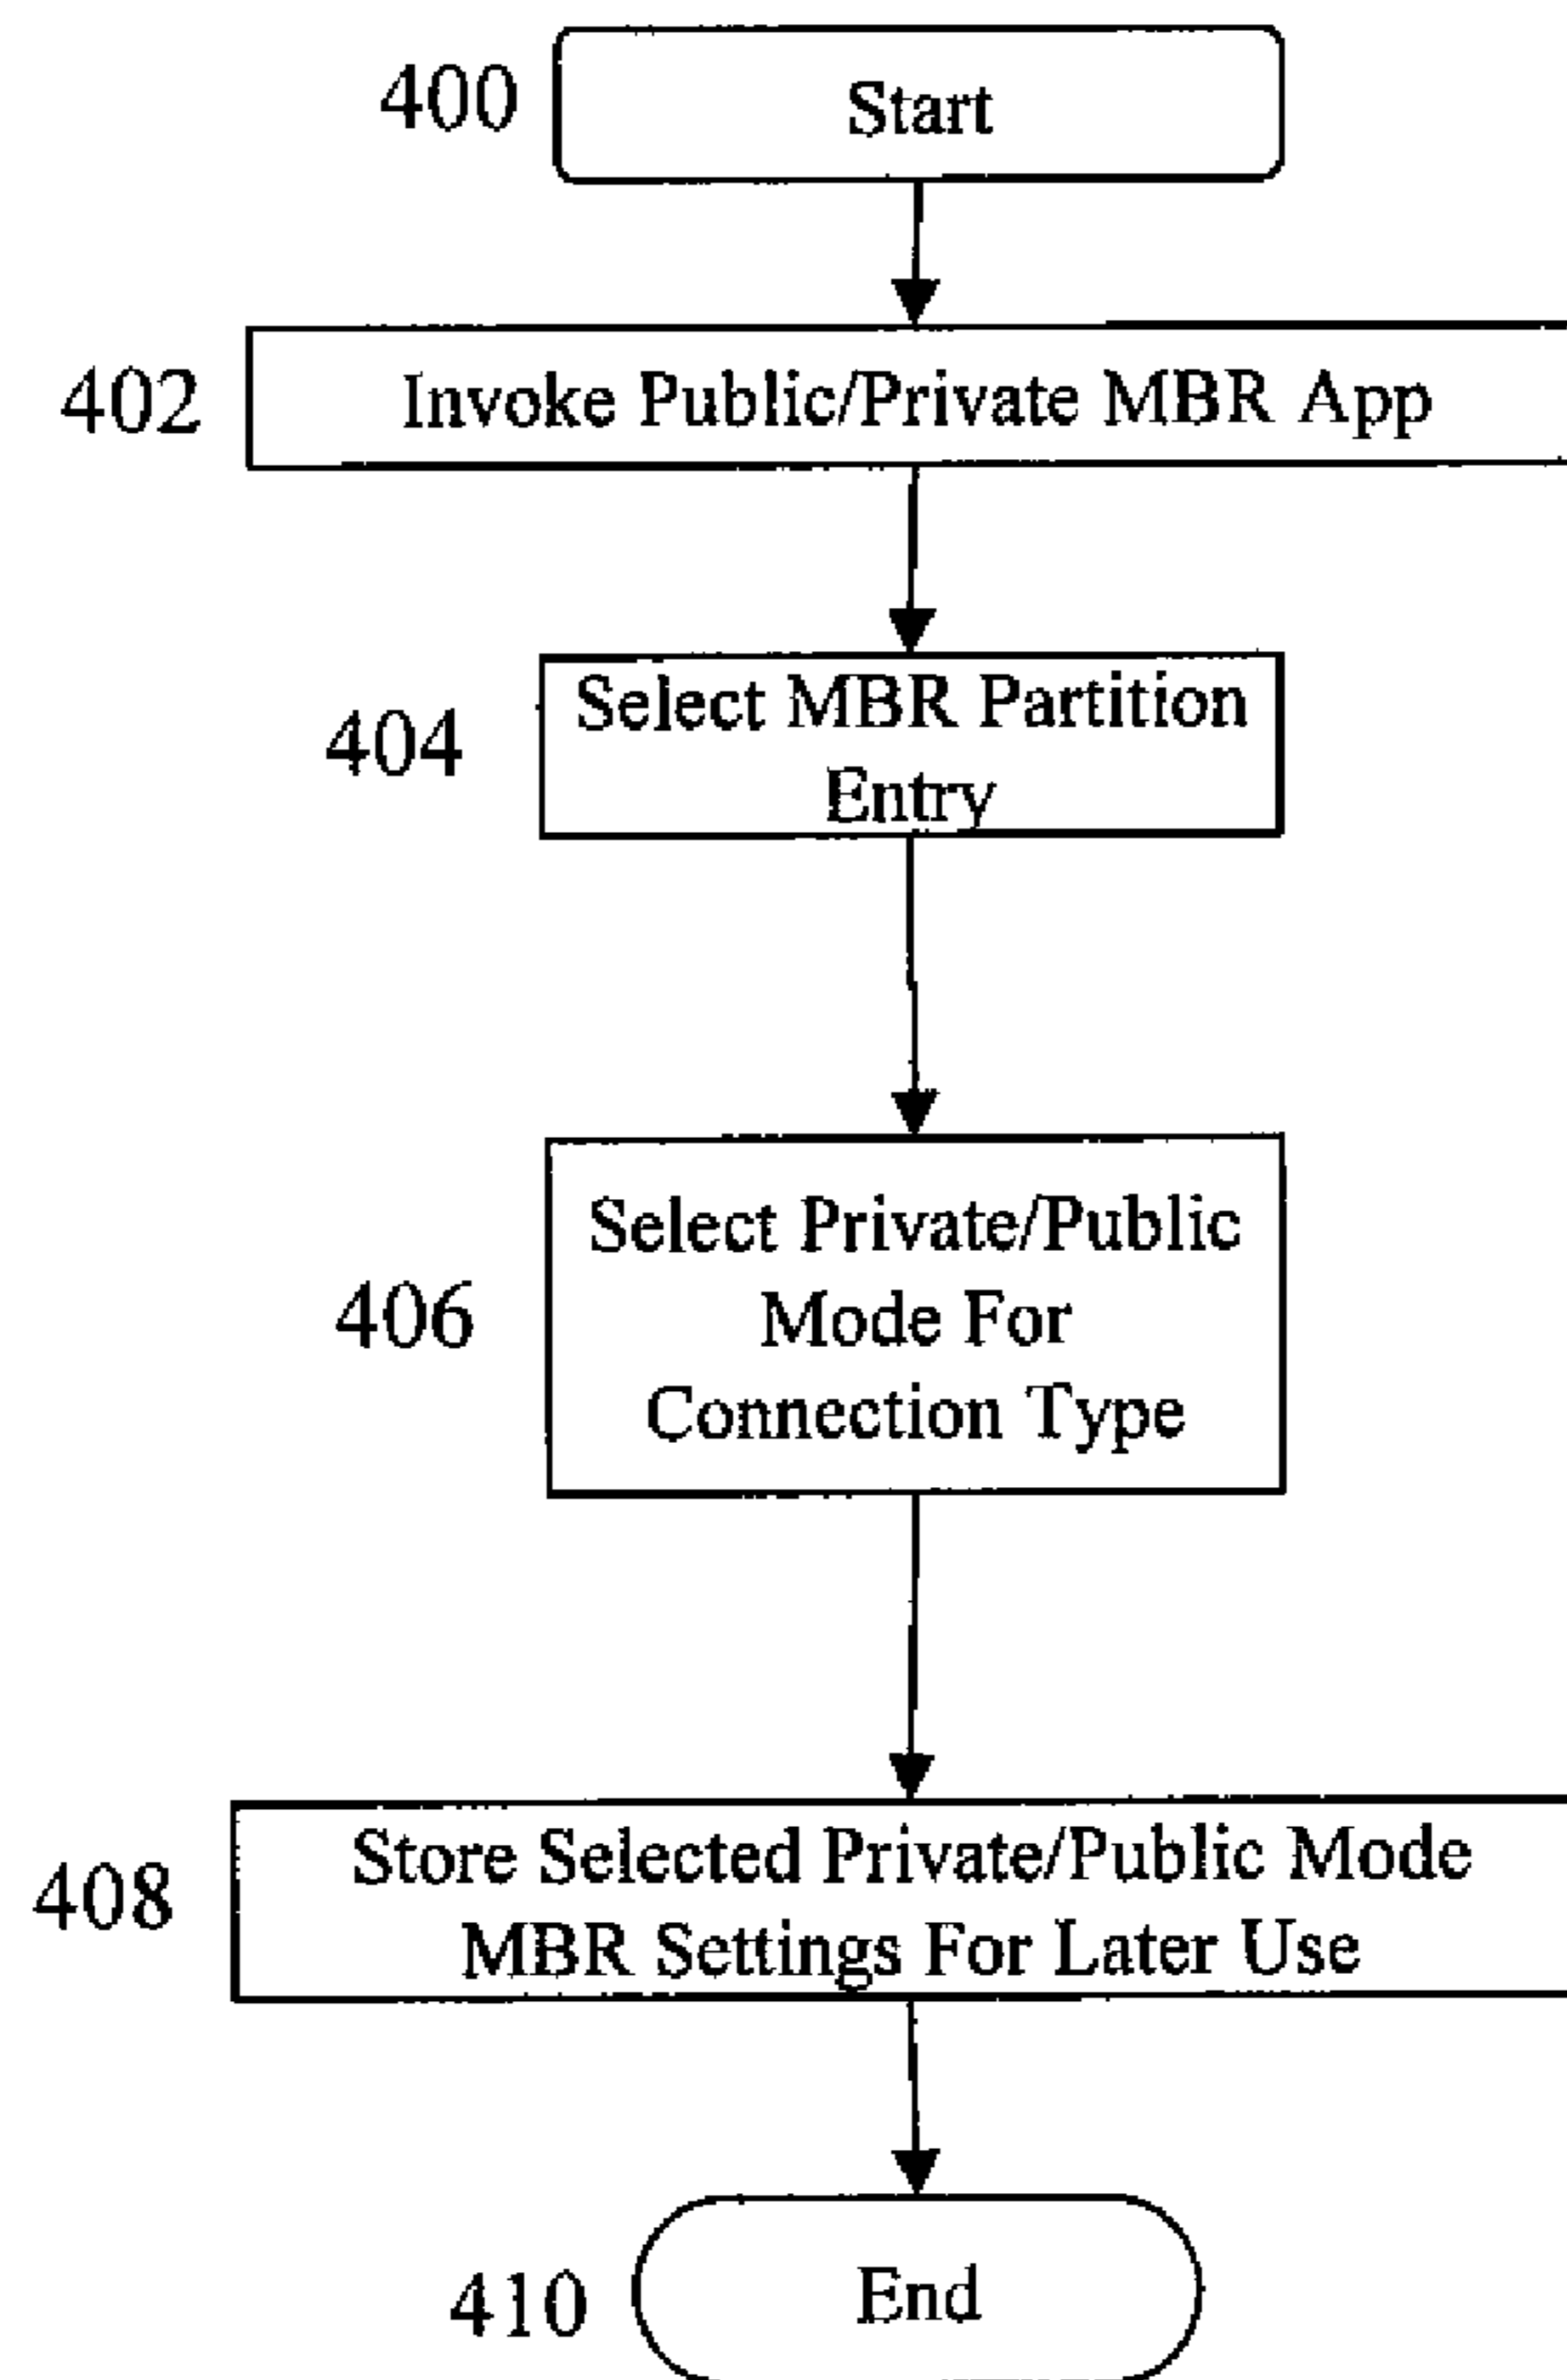 400
Start
402
Invoke Public/Private MBR App
404
Select MBR Partition
Entry
406
Select Private/Public
Mode For
Connection Type
408
Store Selected Private/Public Mode
MBR Settings For Later Use
410
End